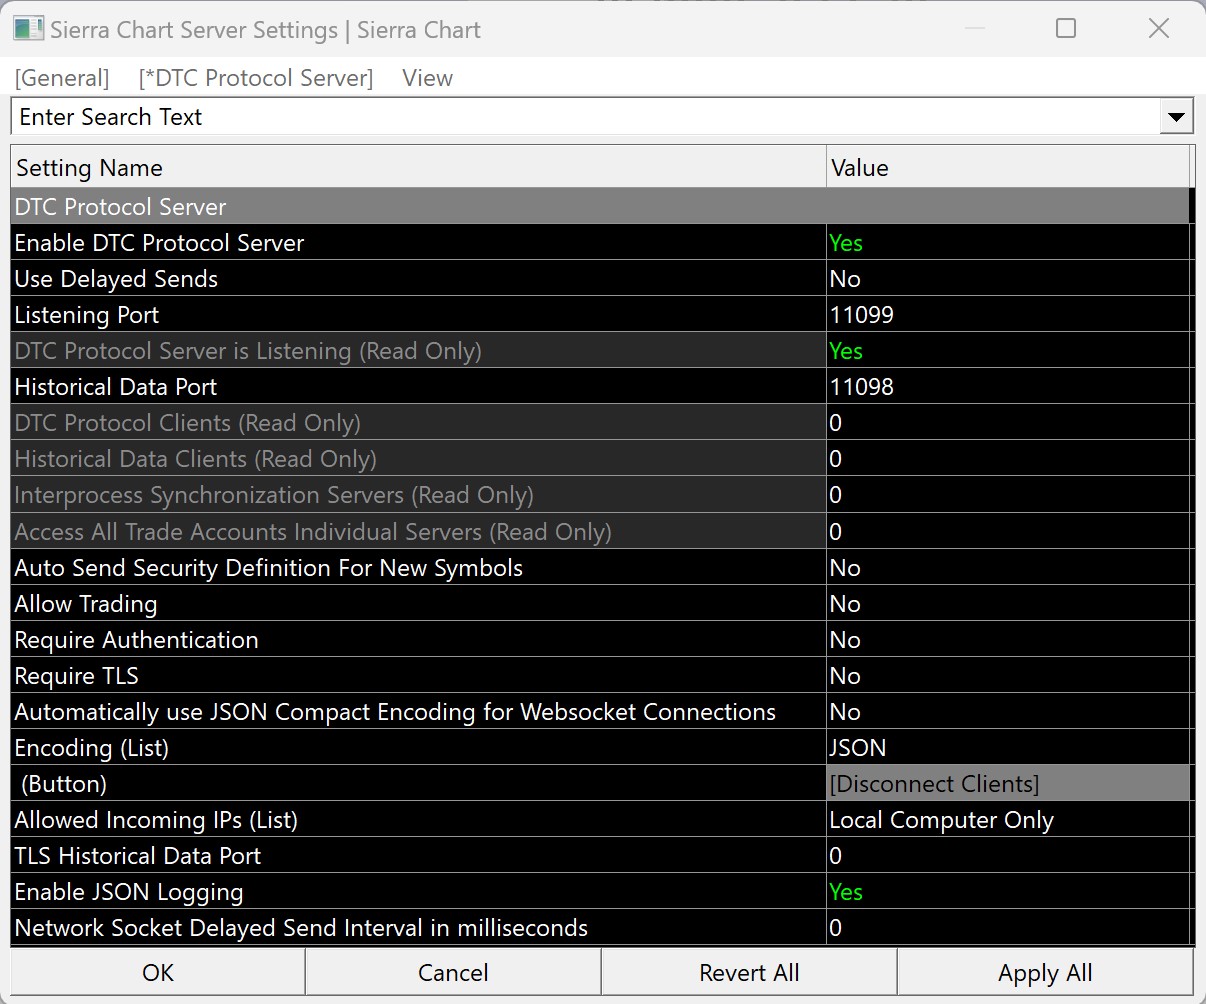 Sierra Chart Server Settings | Sierra Chart
[General] [*DTC Protocol Server] View
Enter Search Text
Setting Name Value
DTC Protocol Server
Enable DTC Protocol Server Yes
Use Delayed Sends No
Listening Port 11099
DTC Protocol Server is Listening (Read Only) Yes
Historical Data Port 11098
DTC Protocol Clients (Read Only) 0
Historical Data Clients (Read Only) 0
Interprocess Synchronization Servers (Read Only) 0
Access All Trade Accounts Individual Servers (Read Only) 0
Auto Send Security Definition For New Symbols No
Allow Trading No
Require Authentication No
Require TLS No
Automatically use JSON Compact Encoding for Websocket Connections No
Encoding (List) JSON
(Button) [Disconnect Clients]
Allowed Incoming IPs (List) Local Computer Only
TLS Historical Data Port 0
Enable JSON Logging Yes
Network Socket Delayed Send Interval in milliseconds 0
OK Cancel Revert All Apply All